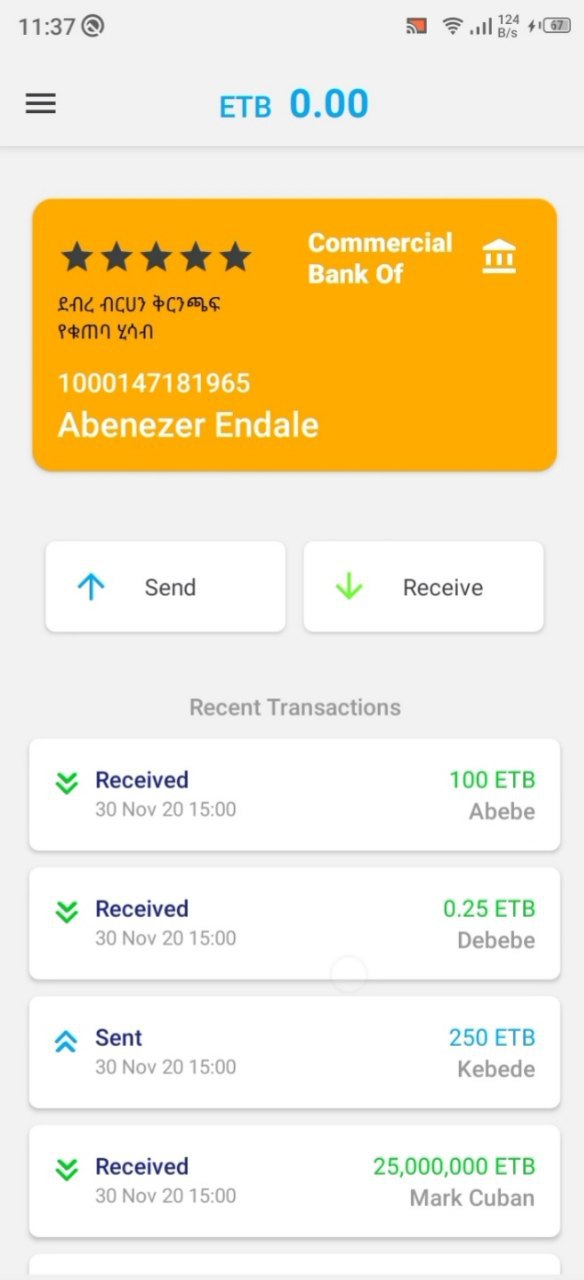 11:37
124
B/s
67
ETB 0.00
Commercial
Bank Of
ደብረ ብርሀን ቅርንጫፍ
የቁጠባ ሂሳብ
1000147181965
Abenezer Endale
Send
Receive
Recent Transactions
Received
100 ETB
30 Nov 20 15:00
Abebe
Received
0.25 ETB
30 Nov 20 15:00
Debebe
Sent
250 ETB
30 Nov 20 15:00
Kebede
Received
25,000,000 ETB
30 Nov 20 15:00
Mark Cuban